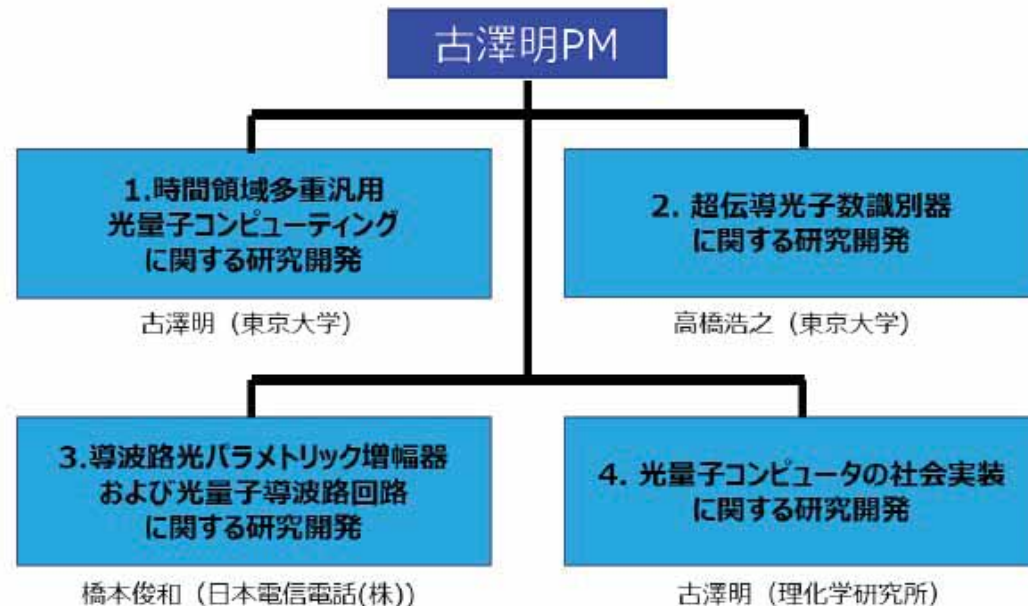 古澤明PM
1.時間領域多重汎用
光量子コンピューティング
に関する研究開発
古澤明（東京大学）
2. 超伝導光子数識別器
に関する研究開発
高橋浩之（東京大学）
3.導波路光パラメトリック増幅器
および光量子導波路回路
に関する研究開発
橋本俊和（日本電信電話(株)）
4. 光量子コンピュータの社会実装
に関する研究開発
古澤明（理化学研究所）